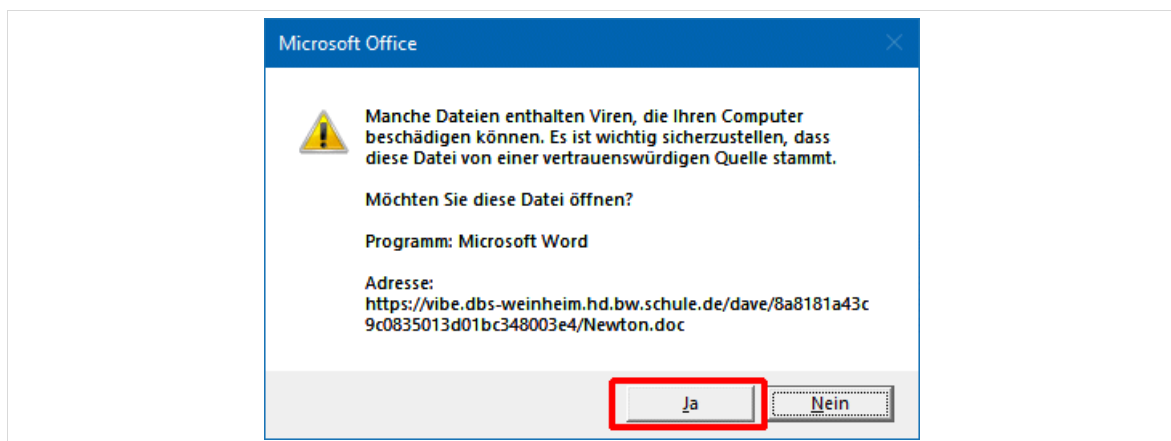 Microsoft Office
Manche Dateien enthalten Viren, die Ihren Computer
beschädigen können. Es ist wichtig sicherzustellen, dass
diese Datei von einer vertrauenswürdigen Quelle stammt.
Möchten Sie diese Datei öffnen?
Programm: Microsoft Word
Adresse:
https://vibe.dbs-weinheim.hd.bw.schule.de/dave/8a8181a43c
9c0835013d01bc348003e4/Newton.doc
Ja
Nein